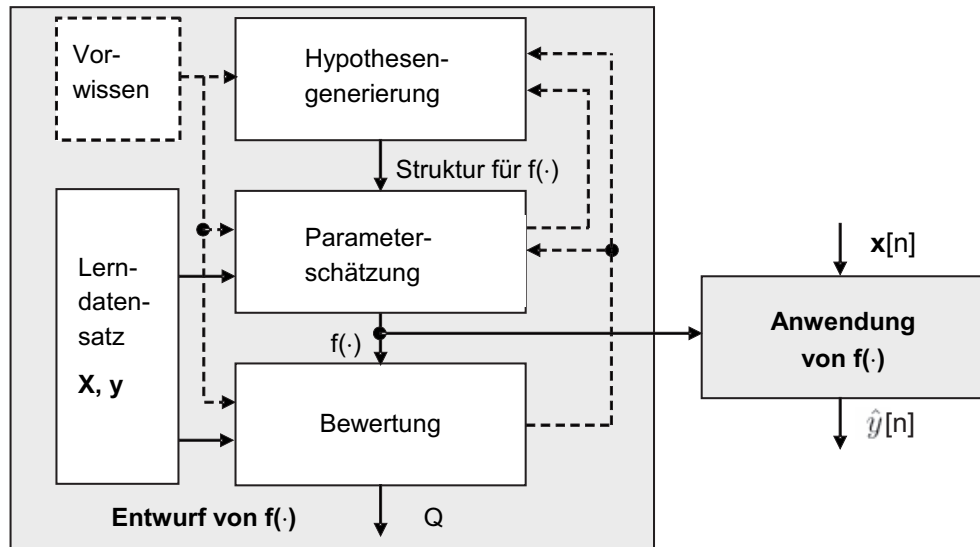 Vor-
wissen
Hypothesen-
generierung
Struktur für f(·)
Lern-
daten-
satz
X, y
Parameter-
schätzung
f(·)
Bewertung
Entwurf von f(·)
Q
x[n]
Anwendung
von f(·)
ŷ[n]